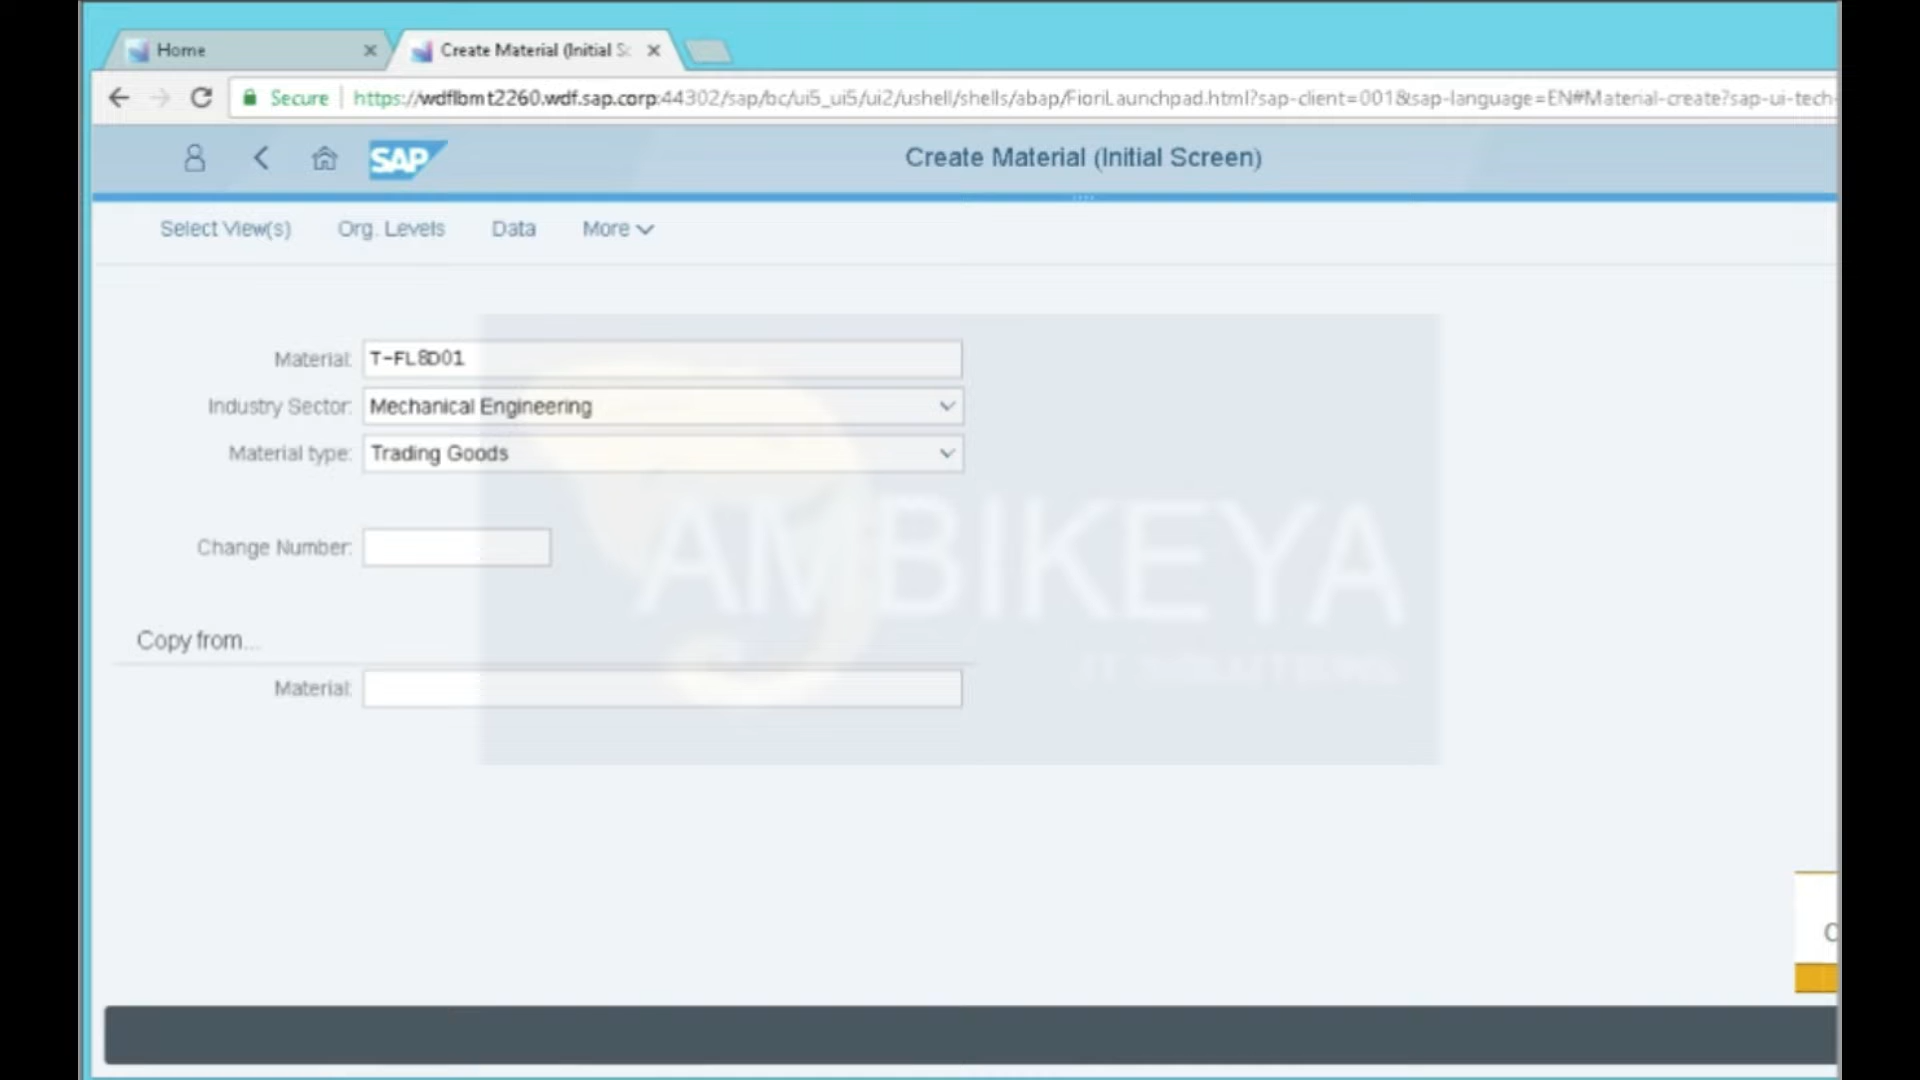 Home
Create Material (Initial Sc
Secure
https://wdflbmt2260.wdf.sap.corp:44302/sap/bc/ui5_ui5/ui2/ushell/shells/abap/FioriLaunchpad.html?sap-client=001&sap-language=EN#Material-create?sap-ui-tech-
SAP
Create Material (Initial Screen)
Select View(s) Org. Levels Data More
Material: T-FL8D01
Industry Sector: Mechanical Engineering
Material type: Trading Goods
AMBIKEYA
Change Number:
Copy from...
IT SOLUTIONS
Material: